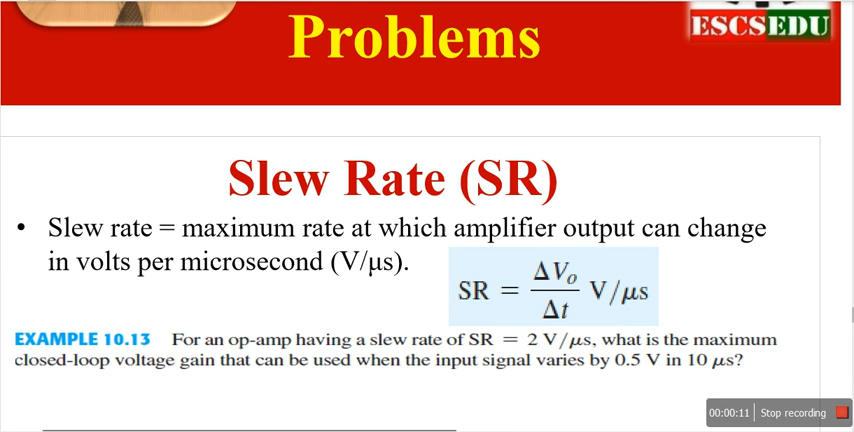 Problems
ESCSEDU
Slew Rate (SR)
• Slew rate = maximum rate at which amplifier output can change
in volts per microsecond (V/μs).
SR = ΔVo/Δt V/μs
EXAMPLE 10.13 For an op-amp having a slew rate of SR = 2 V/μs, what is the maximum
closed-loop voltage gain that can be used when the input signal varies by 0.5 V in 10 μs?
00:00:11 Stop recording